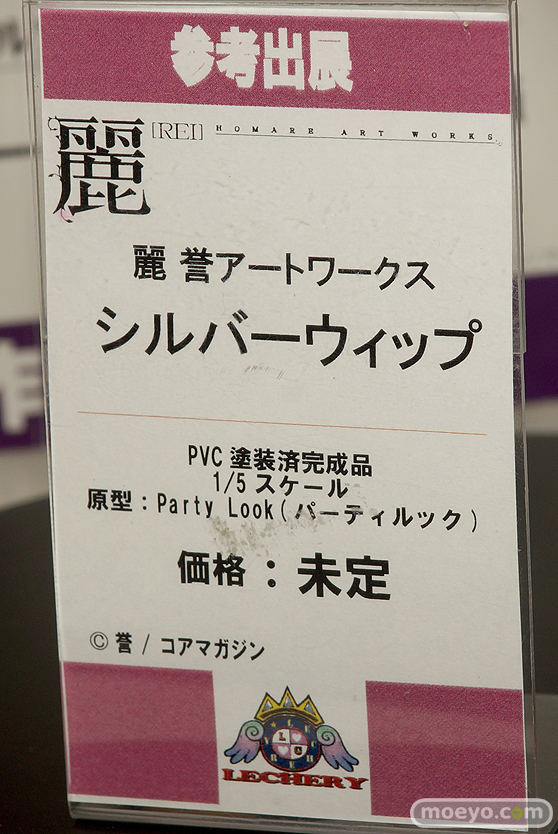 参考出展
麗 [REI] HOMARE ART WORKS
麗 誉アートワークス
シルバーウィップ
PVC塗装済完成品
1/5スケール
原型：Party Look(パーティルック)
価格：未定
© 誉 / コアマガジン
LECHERY
moeyo.com